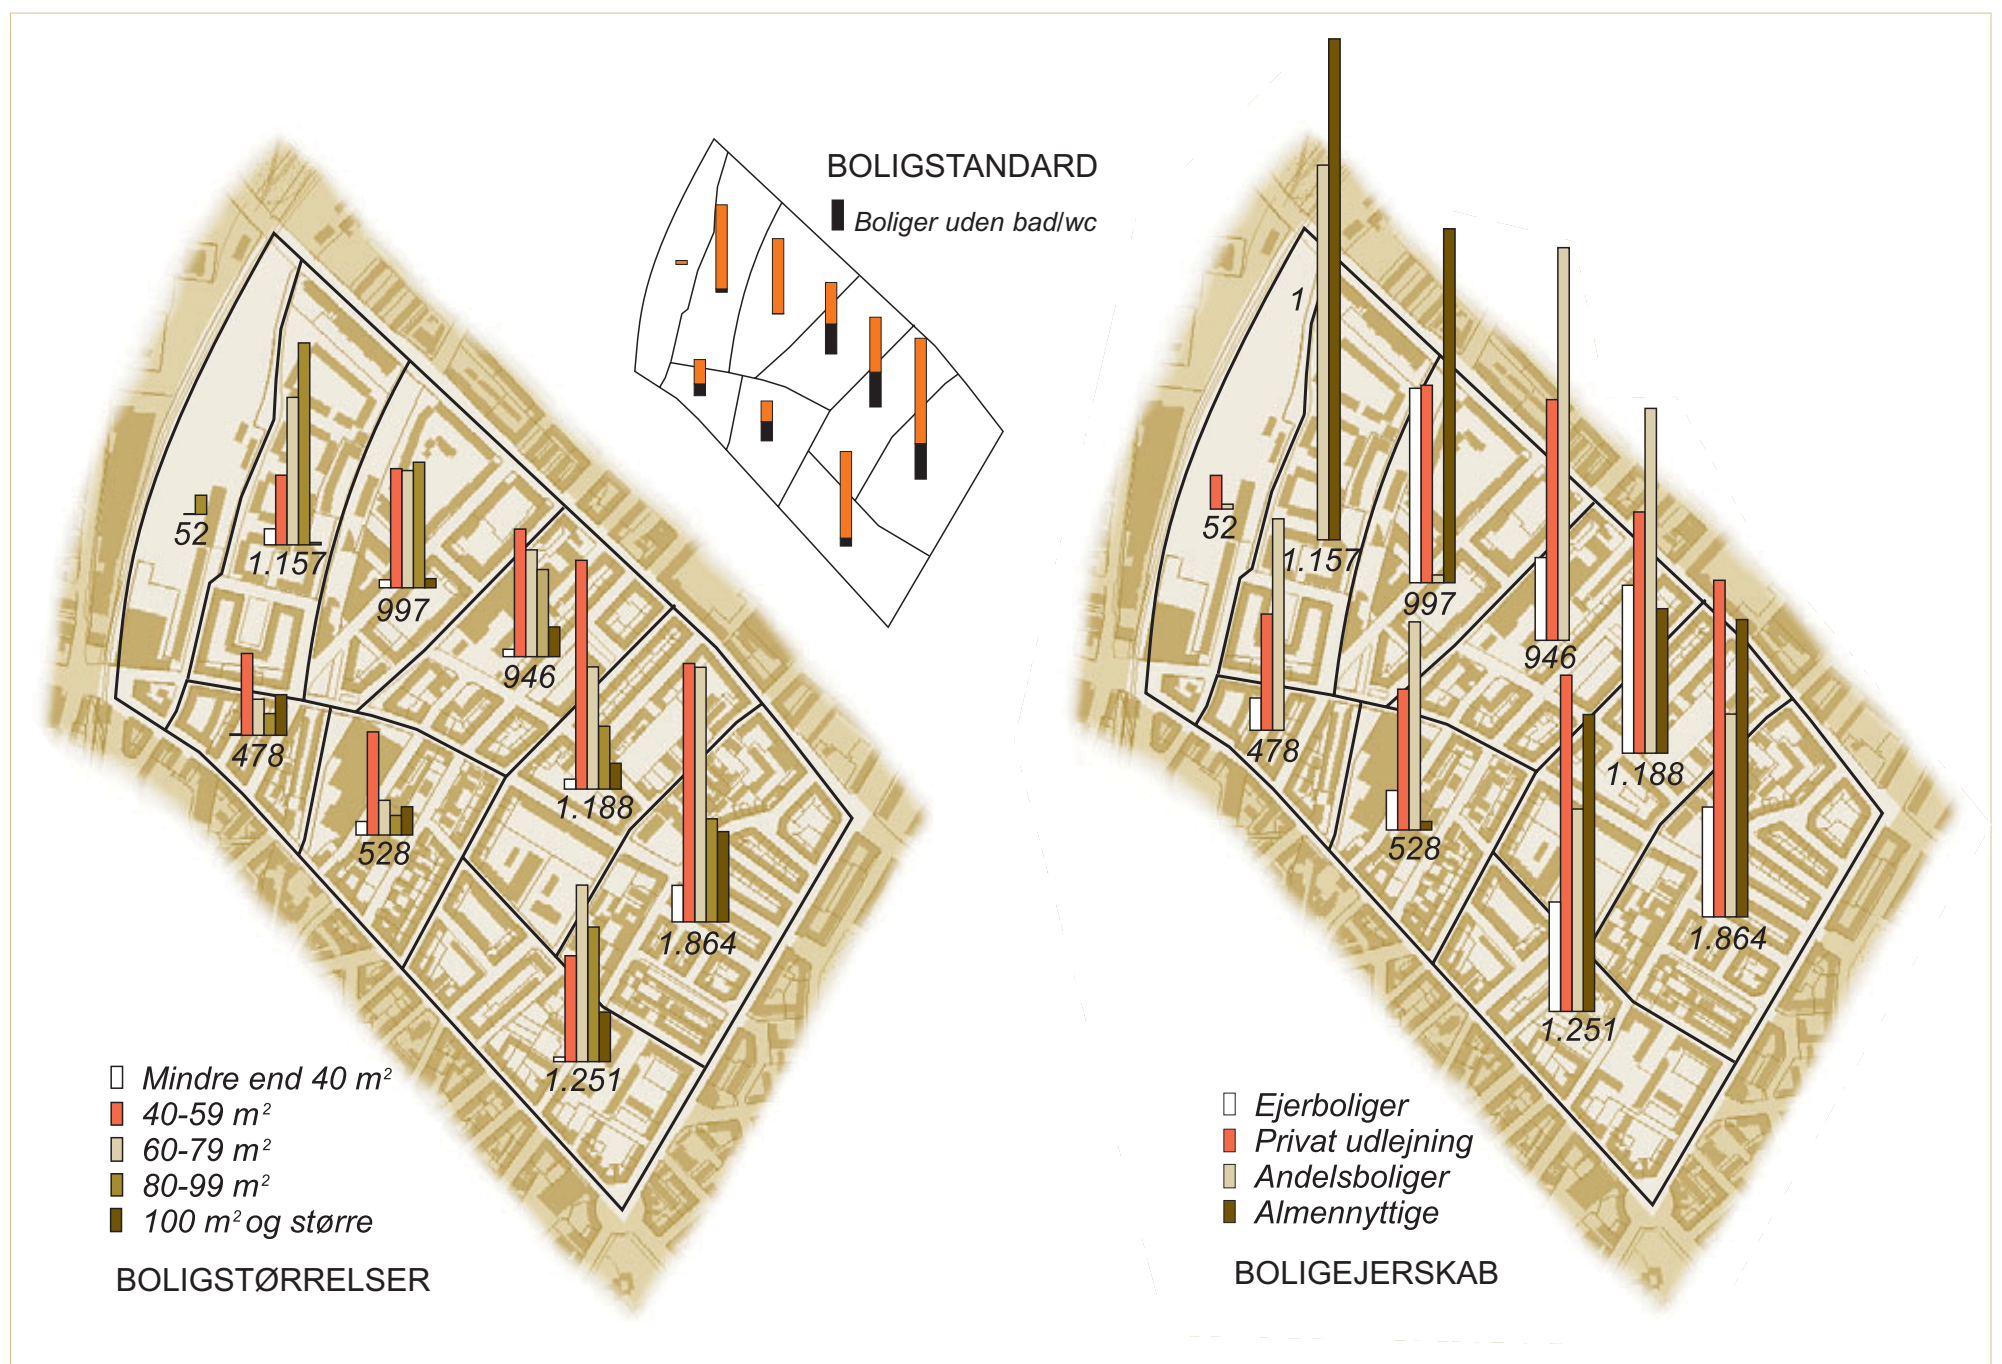 BOLIGSTANDARD
Boliger uden bad/wc
52
1.157
997
946
478
1.188
528
1.864
1.251
Mindre end 40 m²
40-59 m²
60-79 m²
80-99 m²
100 m² og større
BOLIGSTØRRELSER
1
52
1.157
997
946
478
1.188
528
1.864
1.251
Ejerboliger
Privat udlejning
Andelsboliger
Almennyttige
BOLIGEJERSKAB